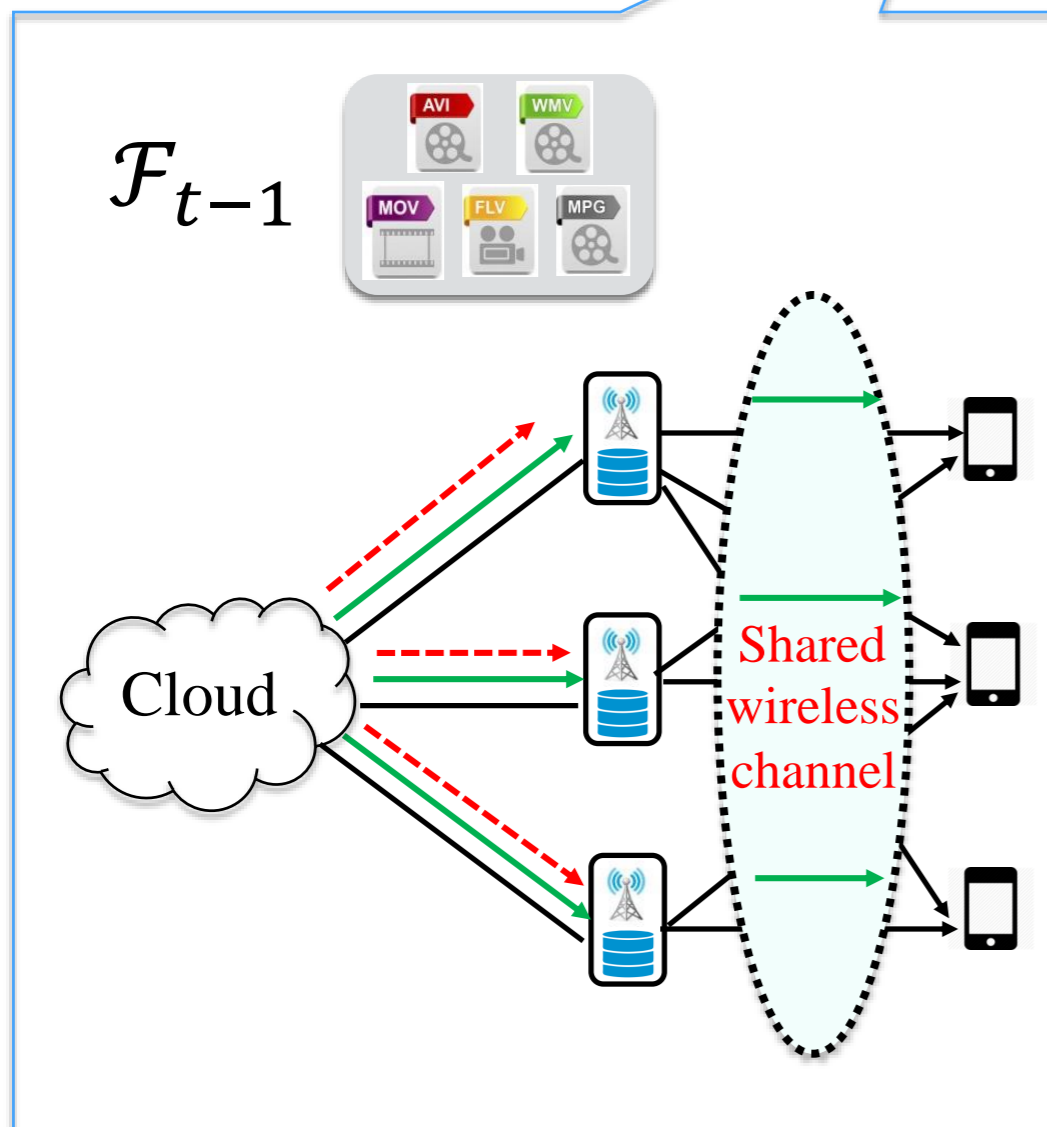 AVI WMV
ℱ_{t−1}
MOV FLV MPG
Cloud
Shared
wireless
channel